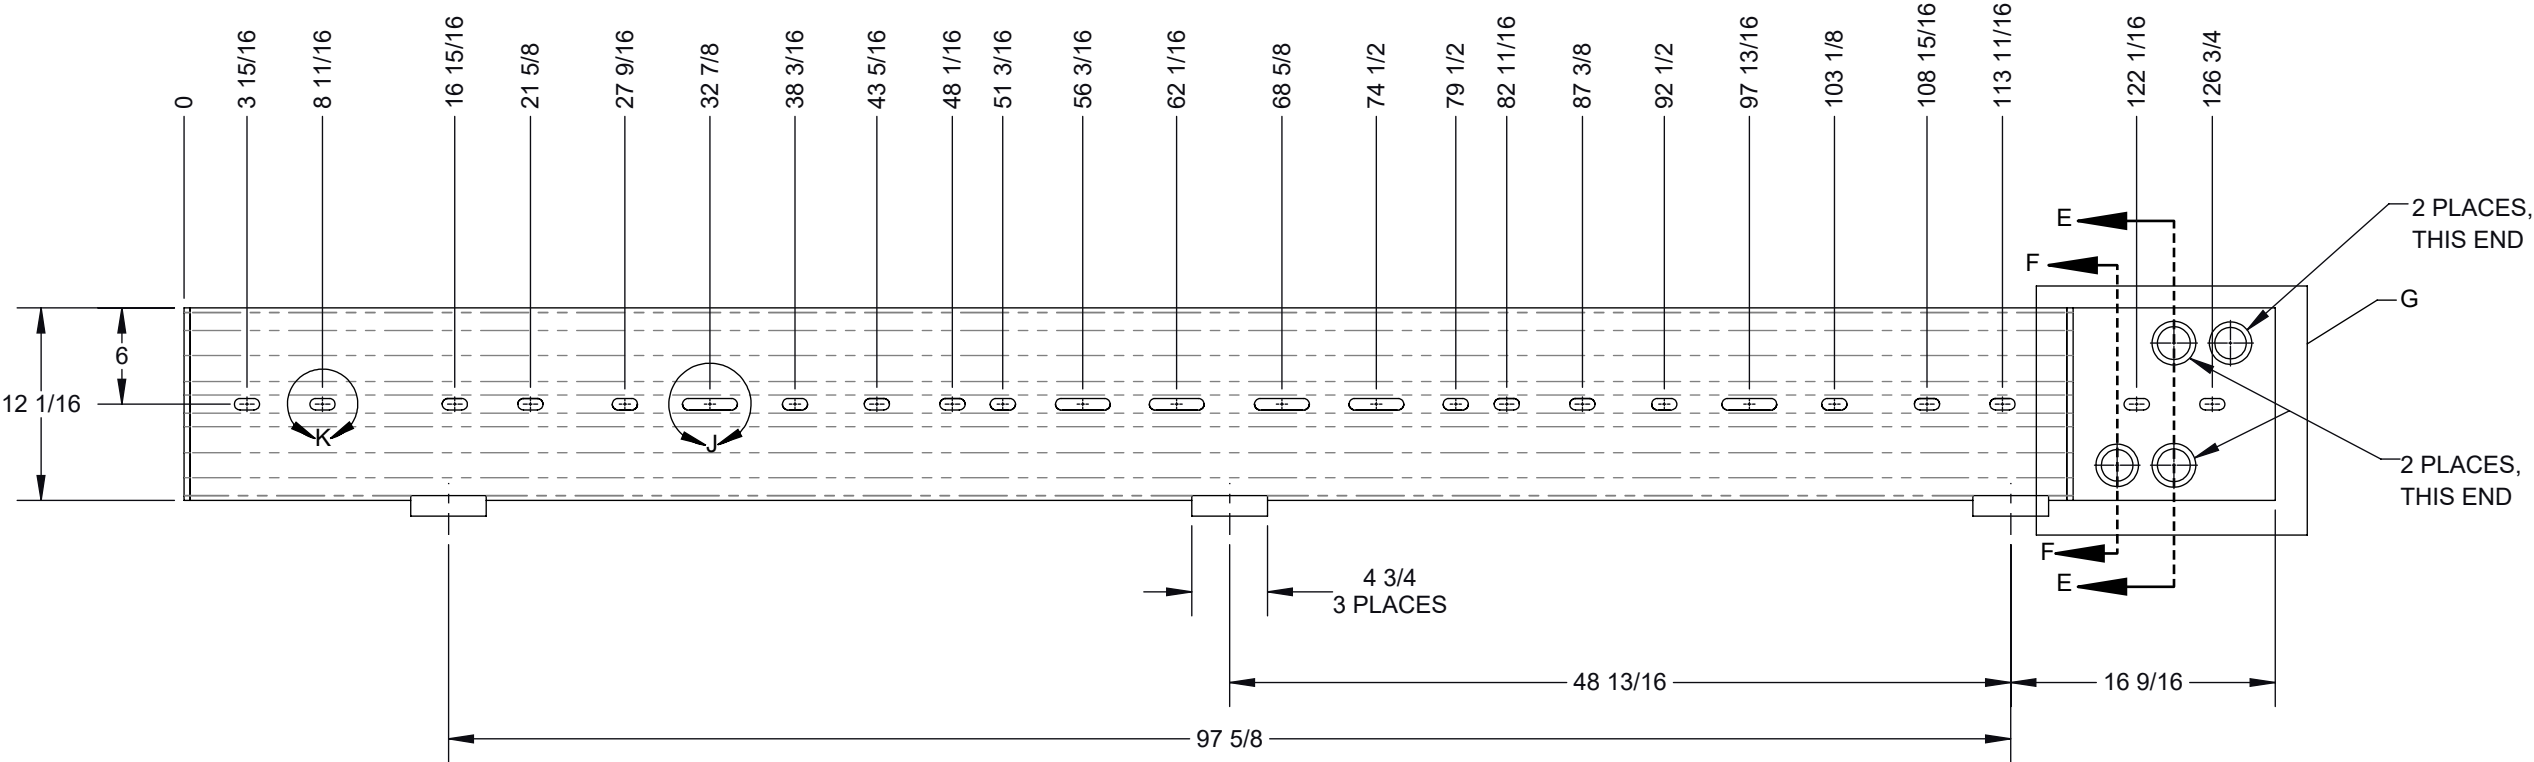 0
3 15/16
8 11/16
16 15/16
21 5/8
27 9/16
32 7/8
38 3/16
43 5/16
48 1/16
51 3/16
56 3/16
62 1/16
68 5/8
74 1/2
79 1/2
82 11/16
87 3/8
92 1/2
97 13/16
103 1/8
108 15/16
113 11/16
122 1/16
126 3/4
E
2 PLACES,
THIS END
F
G
6
12 1/16
K
J
2 PLACES,
THIS END
F
E
4 3/4
3 PLACES
48 13/16
16 9/16
97 5/8